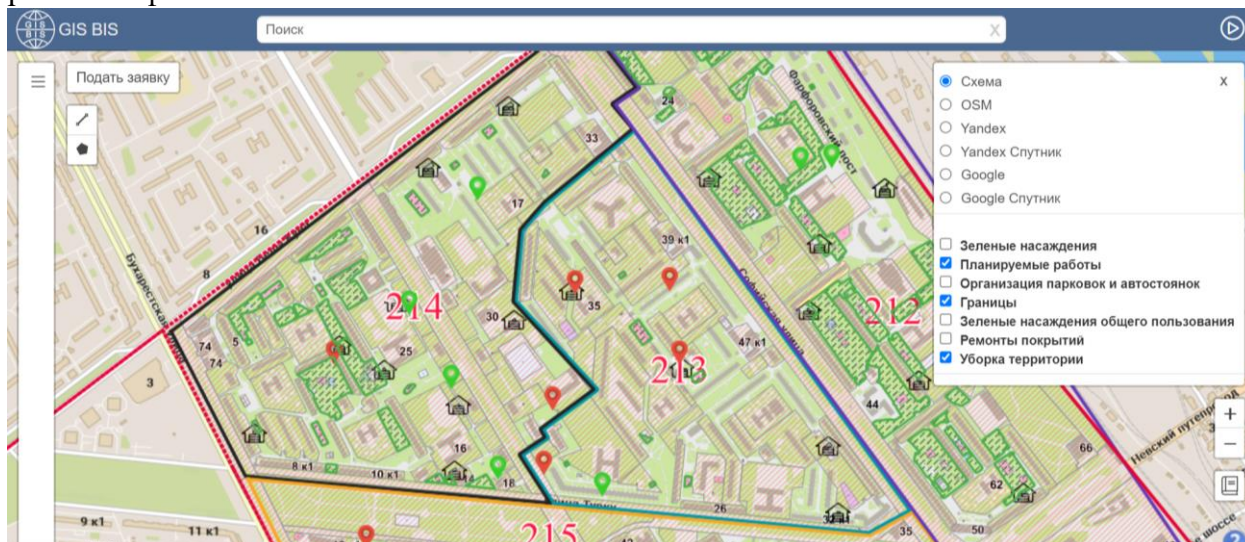 GIS BIS
Поиск
X
Подать заявку
Схема
X
OSM
Yandex
Yandex Спутник
Google
Google Спутник
Зеленые насаждения
Планируемые работы
Организация парковок и автостоянок
Границы
Зеленые насаждения общего пользования
Ремонты покрытий
Уборка территории
Фарфоровский пост
24
33
17
16
8
39 к1
Бухарестская
Софийская улица
35
214
30
212
74
5
74
25
47 к1
213
3
44
+
−
Невский путепровод
16
66
8 к1
10 к1
18
62
26
9 к1
11 к1
215
35
50
?